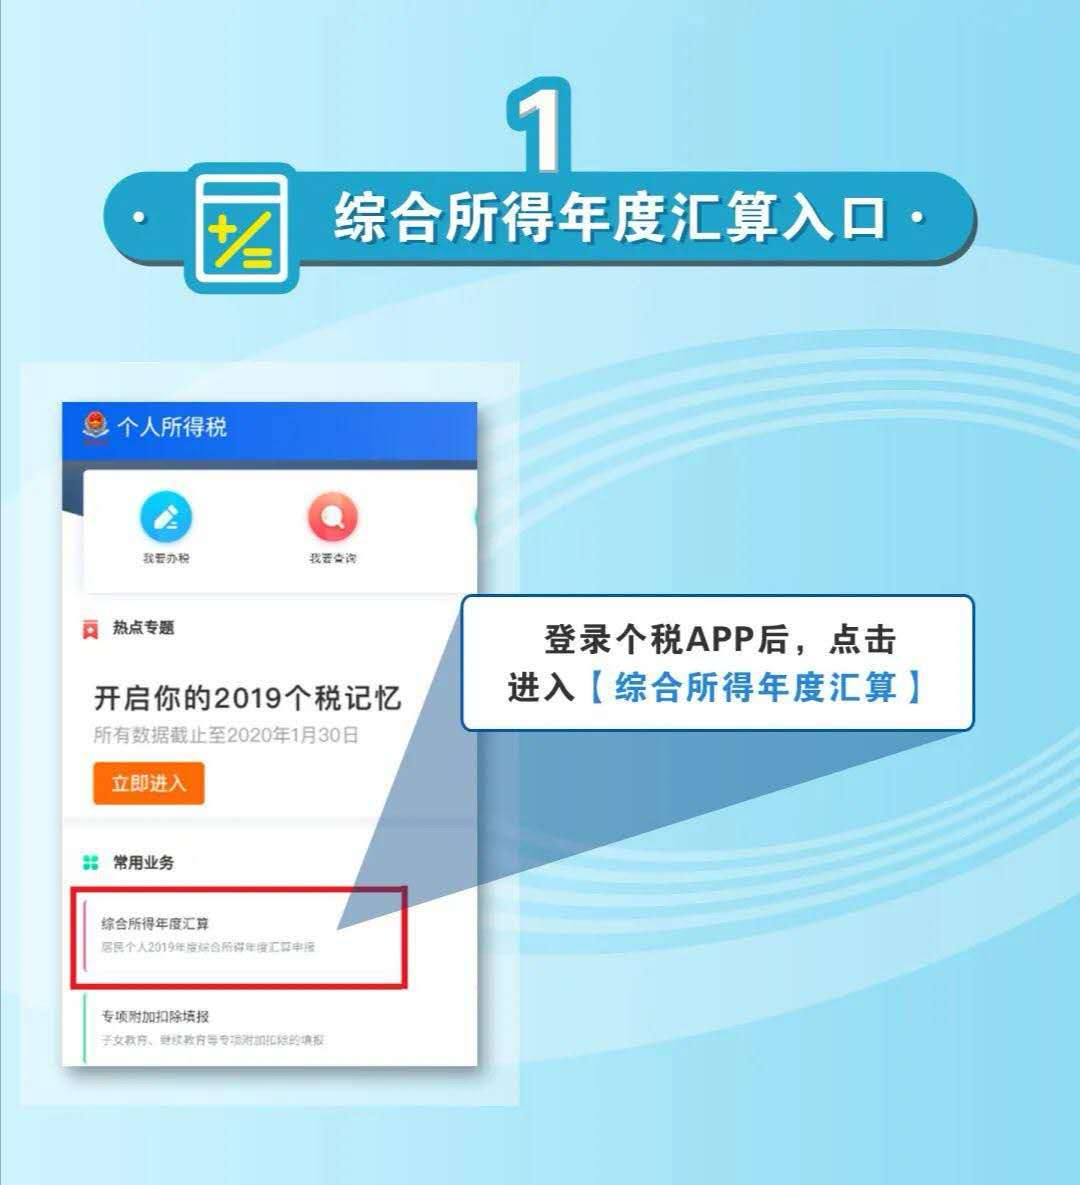 1
综合所得年度汇算入口
个人所得税
我要办税
我要查询
热点专题
登录个税APP后，点击
进入【综合所得年度汇算】
开启你的2019个税记忆
所有数据截止至2020年1月30日
立即进入
常用业务
综合所得年度汇算
居民个人2019年度综合所得年度汇算申报
专项附加扣除填报
子女教育、继续教育等专项附加扣除的填报